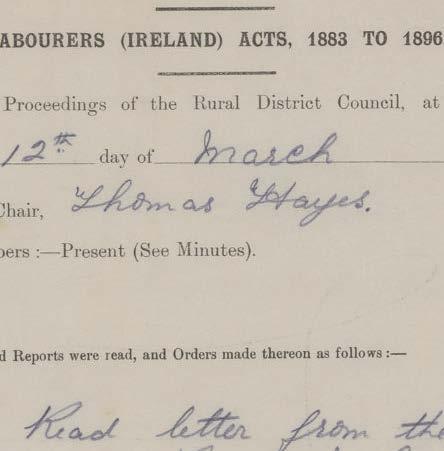 ABOURERS (IRELAND) ACTS, 1883 TO 1896
Proceedings of the Rural District Council, at
12th day of March
Chair, Thomas Hayes.
bers :—Present (See Minutes).
d Reports were read, and Orders made thereon as follows :—
Read letter from the